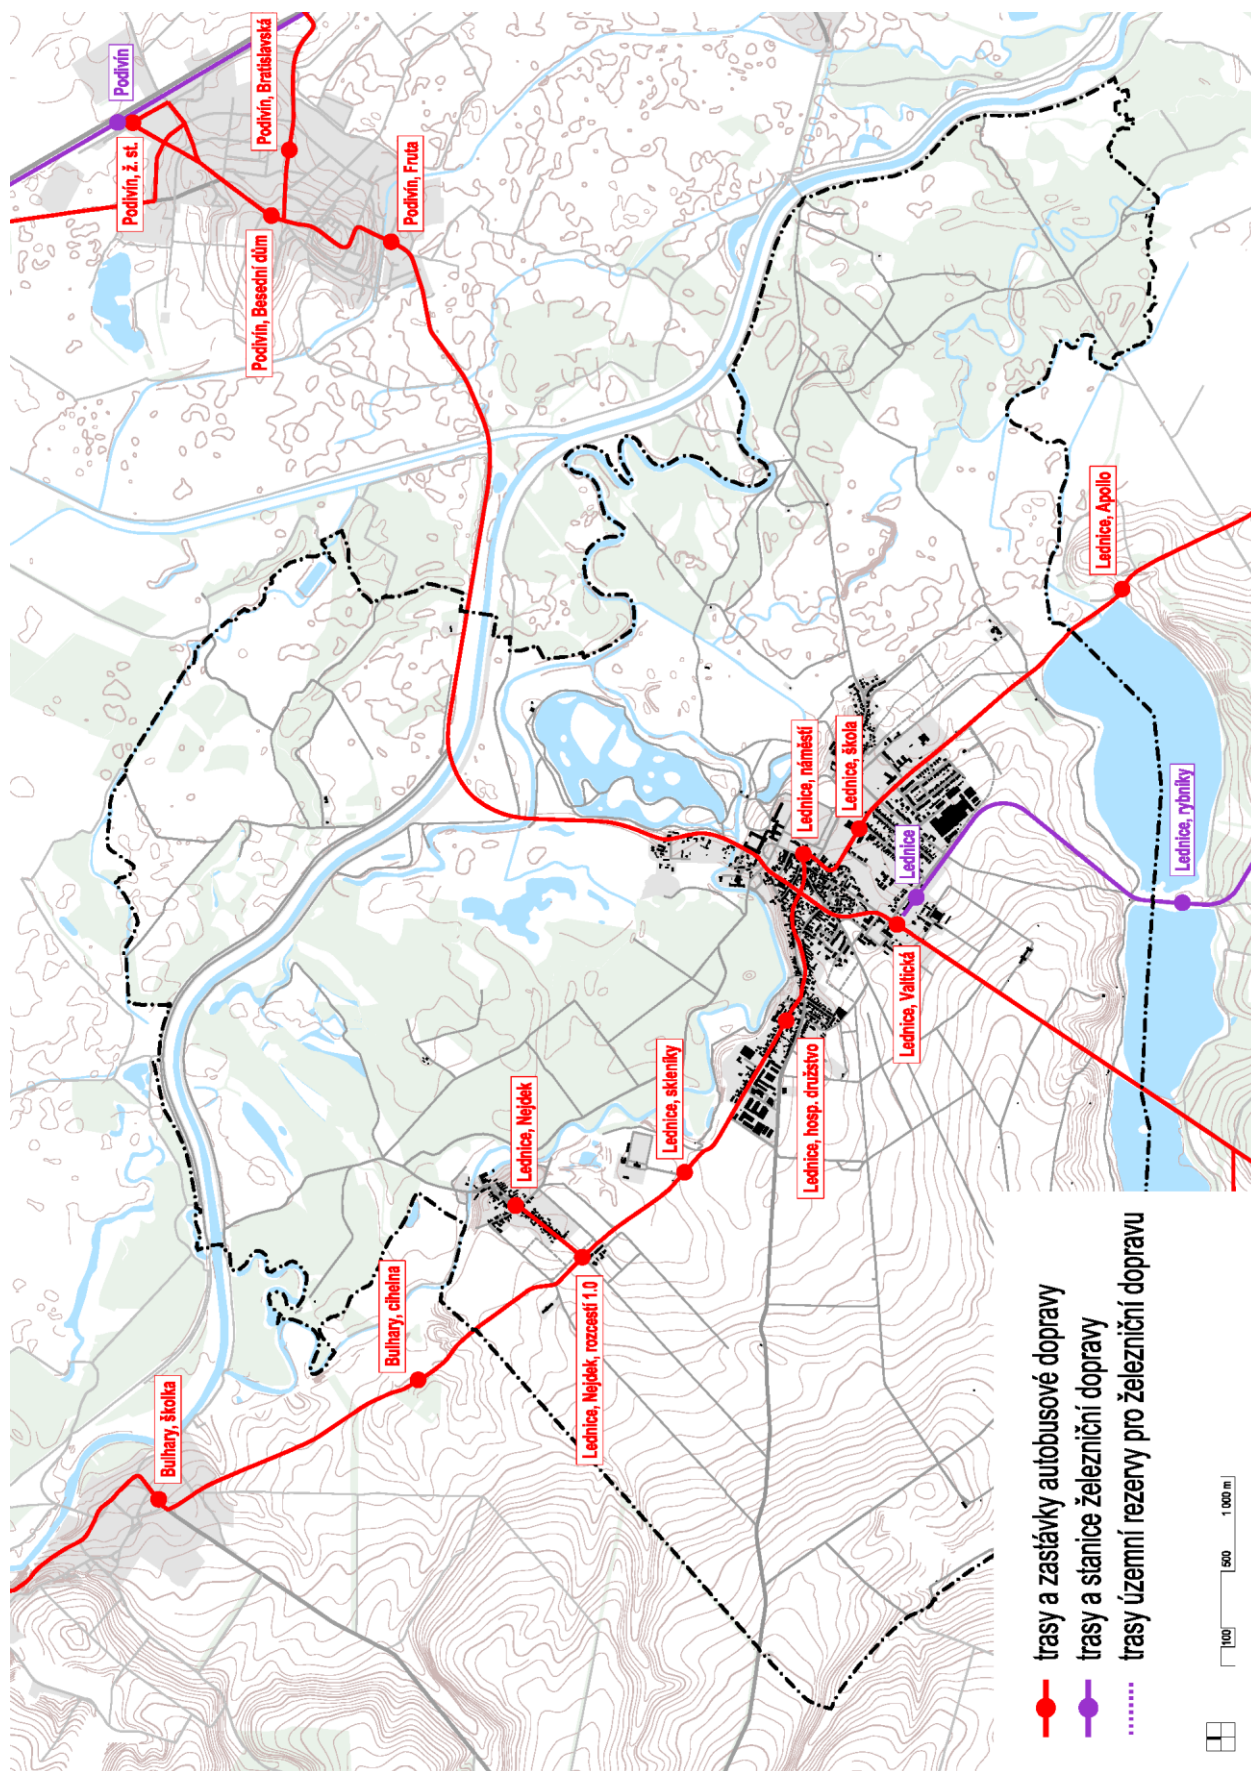 Bulhary, školka
Bulhary, cihelna
Lednice, Nejdek, rozcestí 1.0
Lednice, Nejdek
Lednice, skleníky
Lednice, hosp. družstvo
Lednice, Valtická
Lednice
Lednice, náměstí
Lednice, škola
Lednice, rybníky
Lednice, Apollo
Podivín, Besední dům
Podivín, ž. st.
Podivín
Podivín, Fruta
Podivín, Bratislavská
trasy a zastávky autobusové dopravy
trasy a stanice železniční dopravy
trasy územní rezervy pro železniční dopravu
100 500 1 000 m